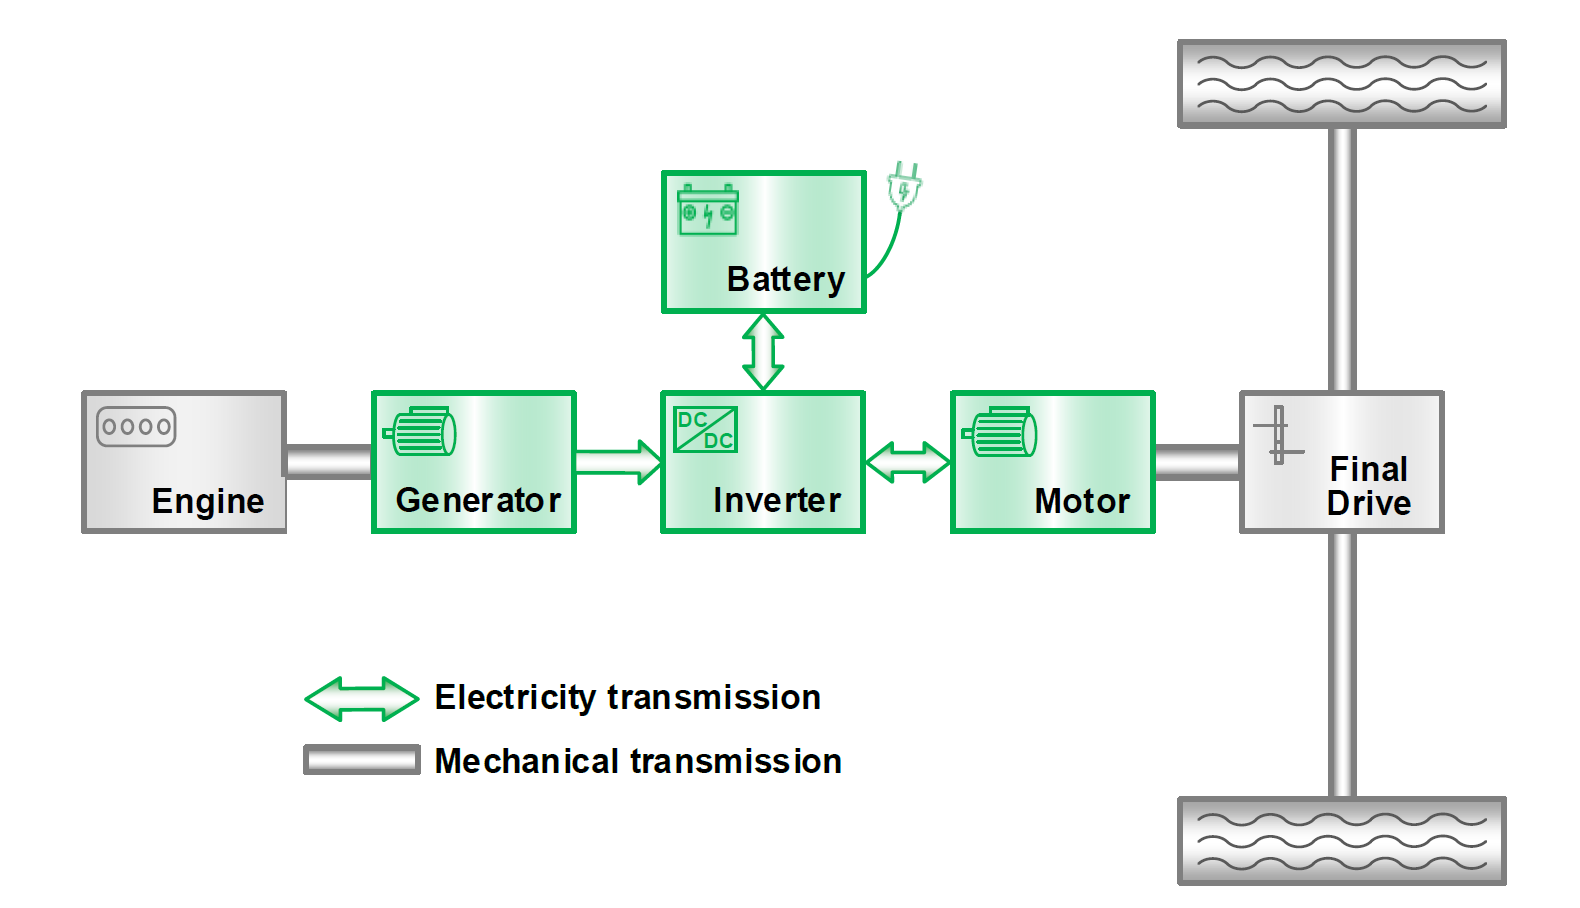 Battery
Engine
Generator
DC
DC
Inverter
Motor
Final
Drive
Electricity transmission
Mechanical transmission